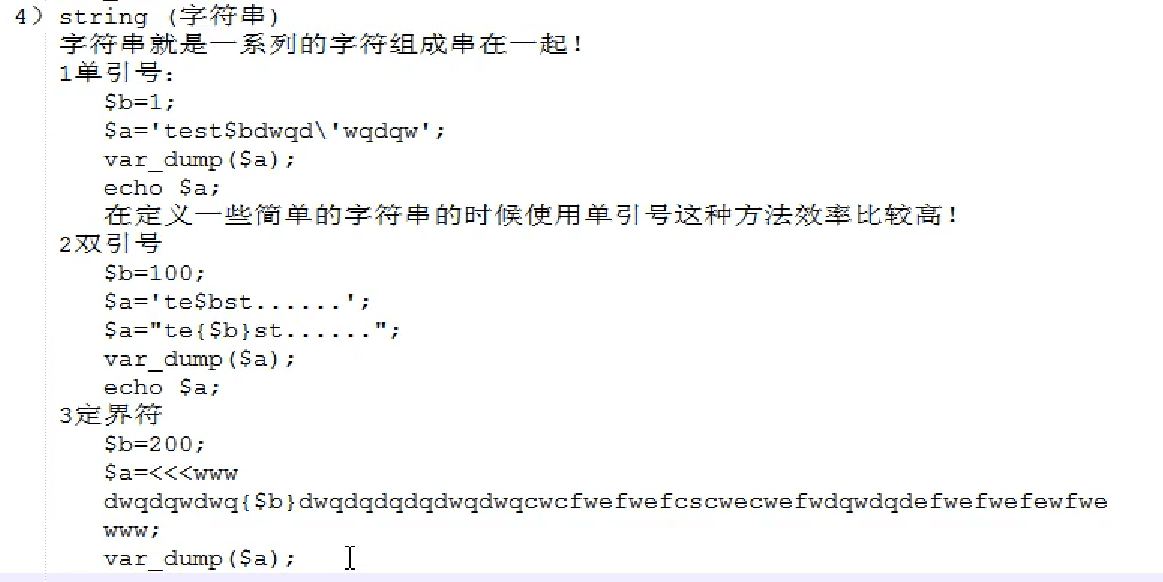 4) string (字符串)
字符串就是一系列的字符组成串在一起!
1单引号:
$b=1;
$a='test$bdwqd\'wqdqw';
var_dump($a);
echo $a;
在定义一些简单的字符串的时候使用单引号这种方法效率比较高!
2双引号
$b=100;
$a='te$bst......';
$a="te{$b}st......";
var_dump($a);
echo $a;
3定界符
$b=200;
$a=<<<www
dwqdqwdwq{$b}dwqdqdqdqdwqdwqcwcfwefwefcscwecwefwdqwdqdefwefwefewfwe
www;
var_dump($a);